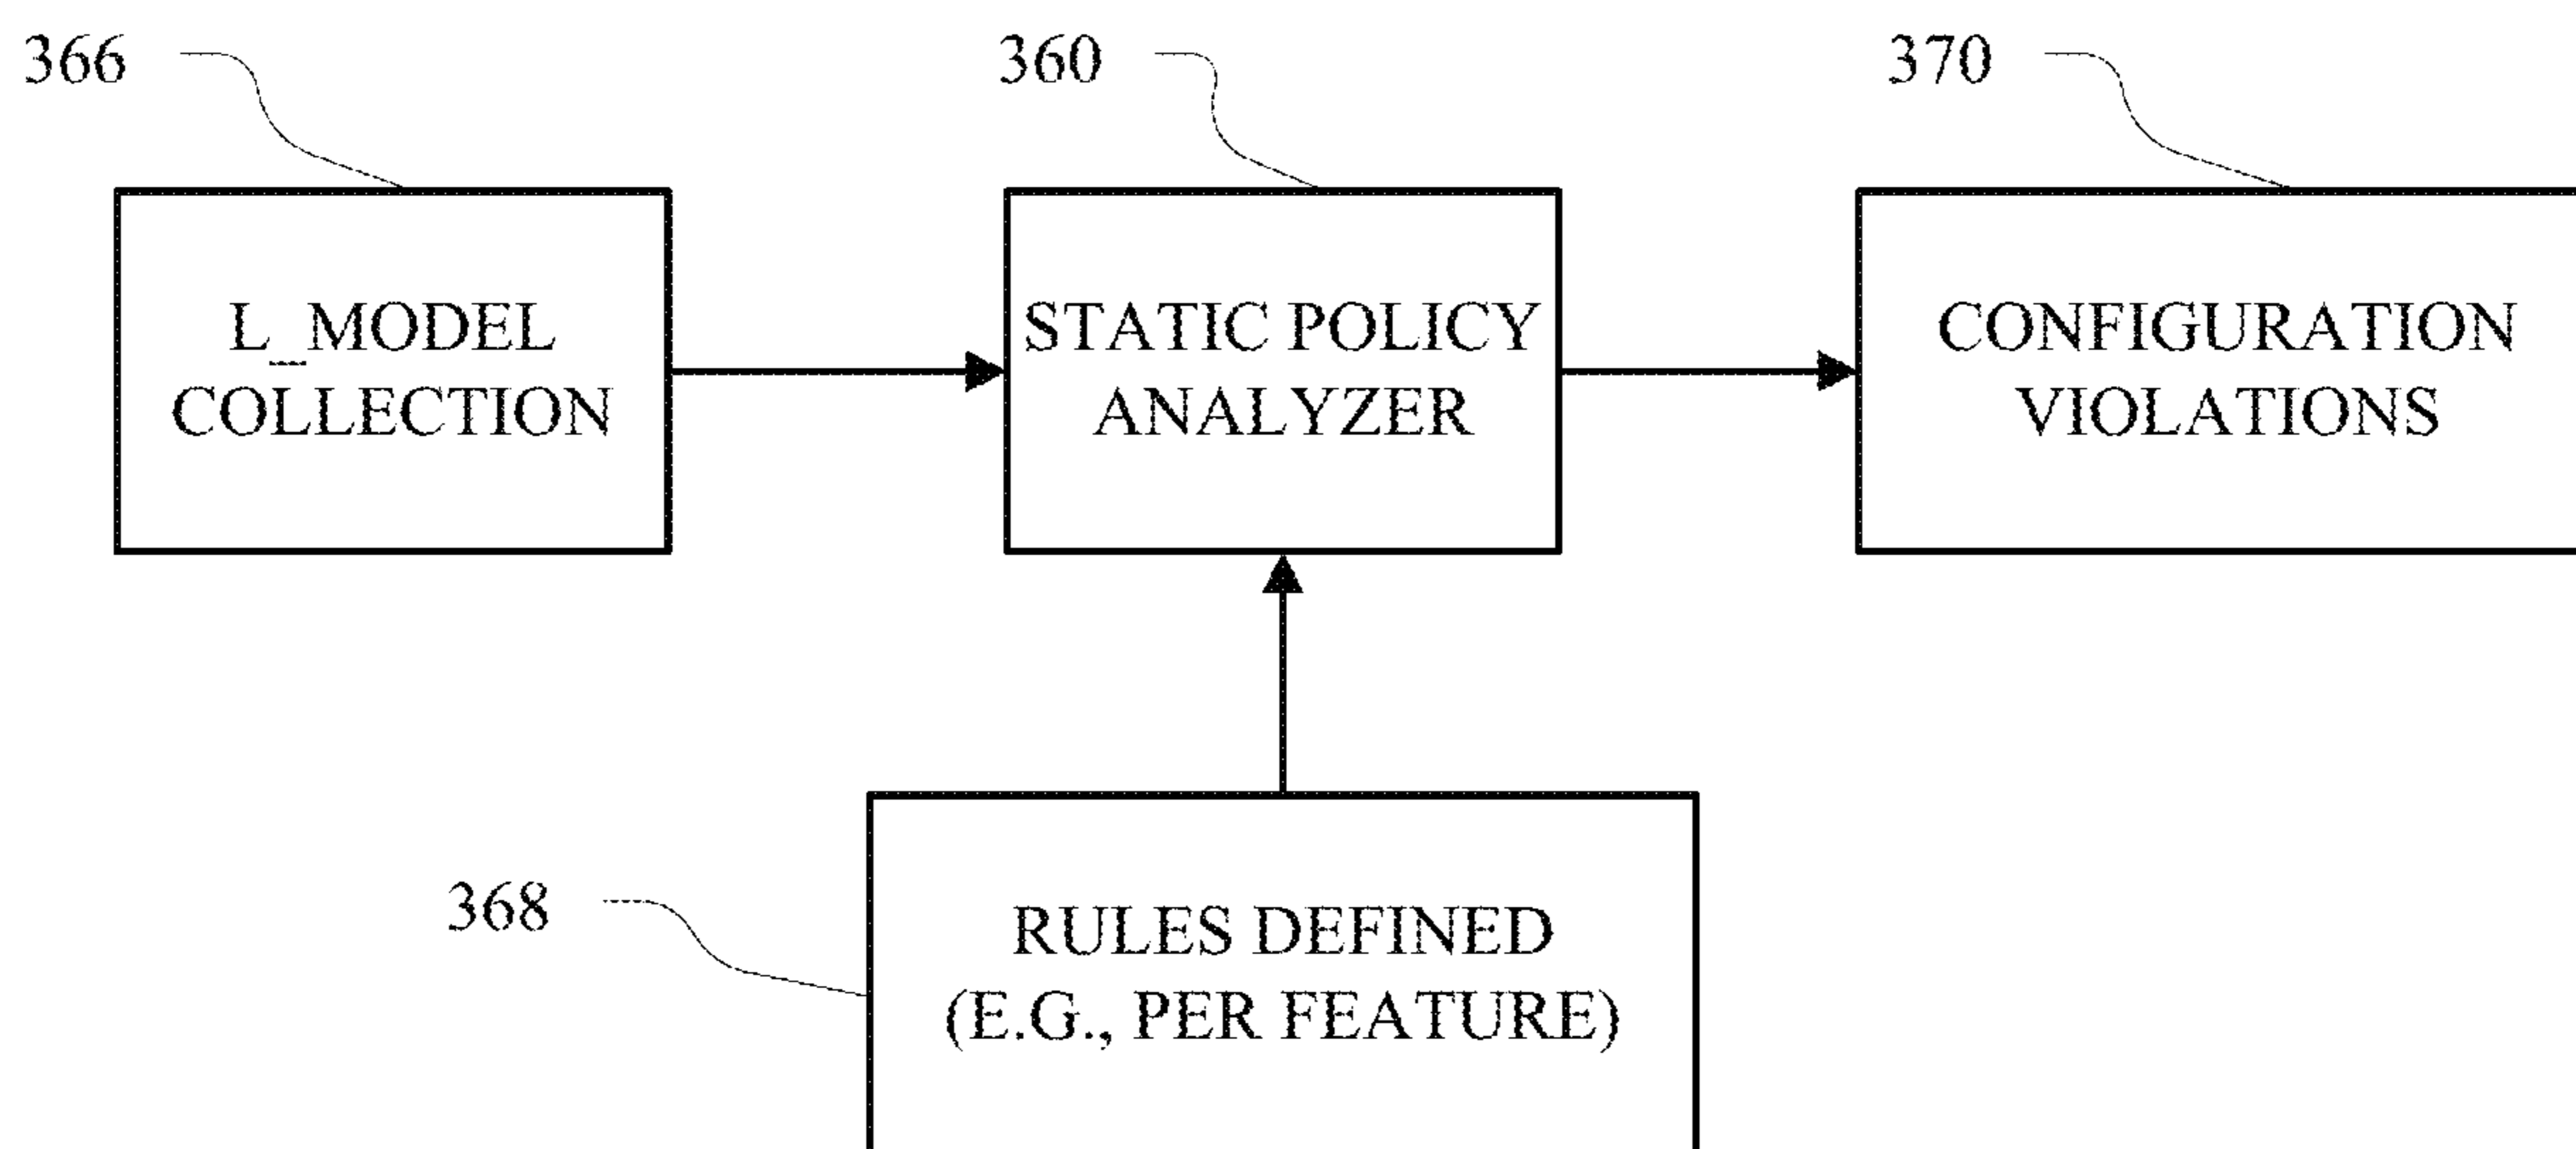 366
360
370
L_MODEL
COLLECTION
STATIC POLICY
ANALYZER
CONFIGURATION
VIOLATIONS
368
RULES DEFINED
(E.G., PER FEATURE)